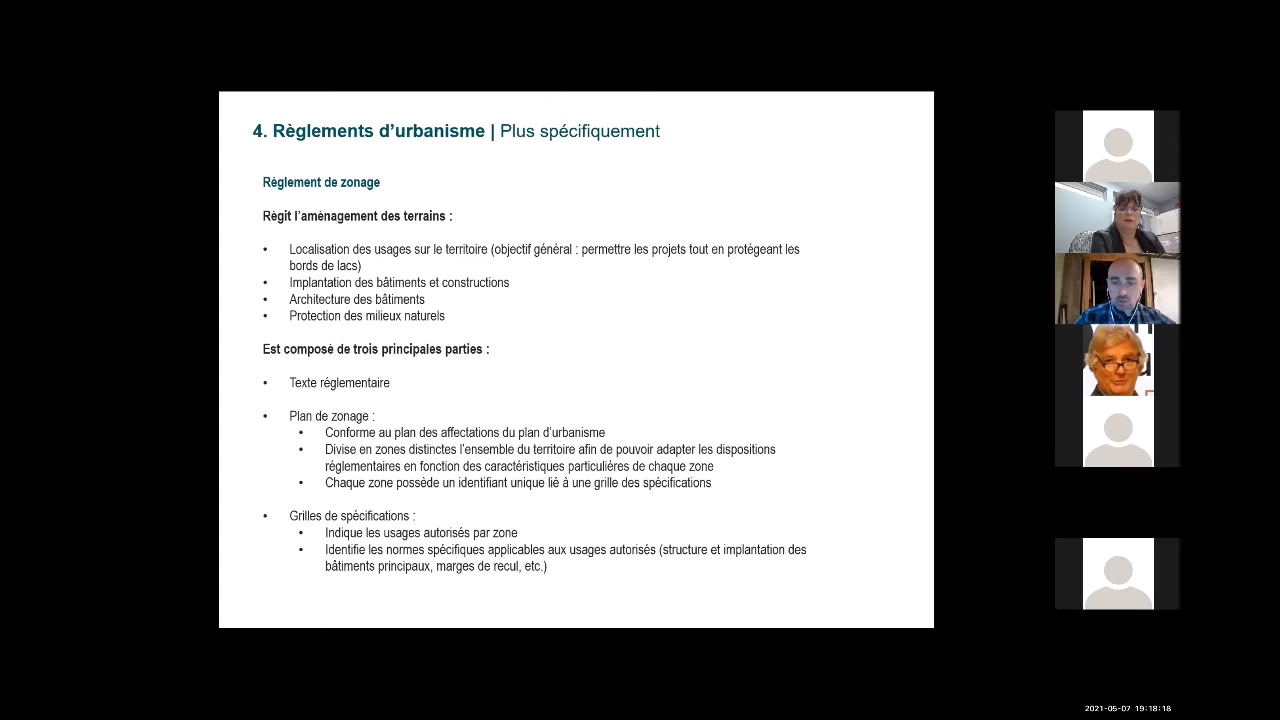 4. Règlements d'urbanisme | Plus spécifiquement
Règlement de zonage
Régit l'aménagement des terrains :
• Localisation des usages sur le territoire (objectif général : permettre les projets tout en protégeant les
bords de lacs)
• Implantation des bâtiments et constructions
• Architecture des bâtiments
• Protection des milieux naturels
Est composé de trois principales parties :
• Texte réglementaire
• Plan de zonage :
• Conforme au plan des affectations du plan d'urbanisme
• Divise en zones distinctes l'ensemble du territoire afin de pouvoir adapter les dispositions
réglementaires en fonction des caractéristiques particulières de chaque zone
• Chaque zone possède un identifiant unique lié à une grille des spécifications
• Grilles de spécifications :
• Indique les usages autorisés par zone
• Identifie les normes spécifiques applicables aux usages autorisés (structure et implantation des
bâtiments principaux, marges de recul, etc.)
2021-05-07 19:18:18